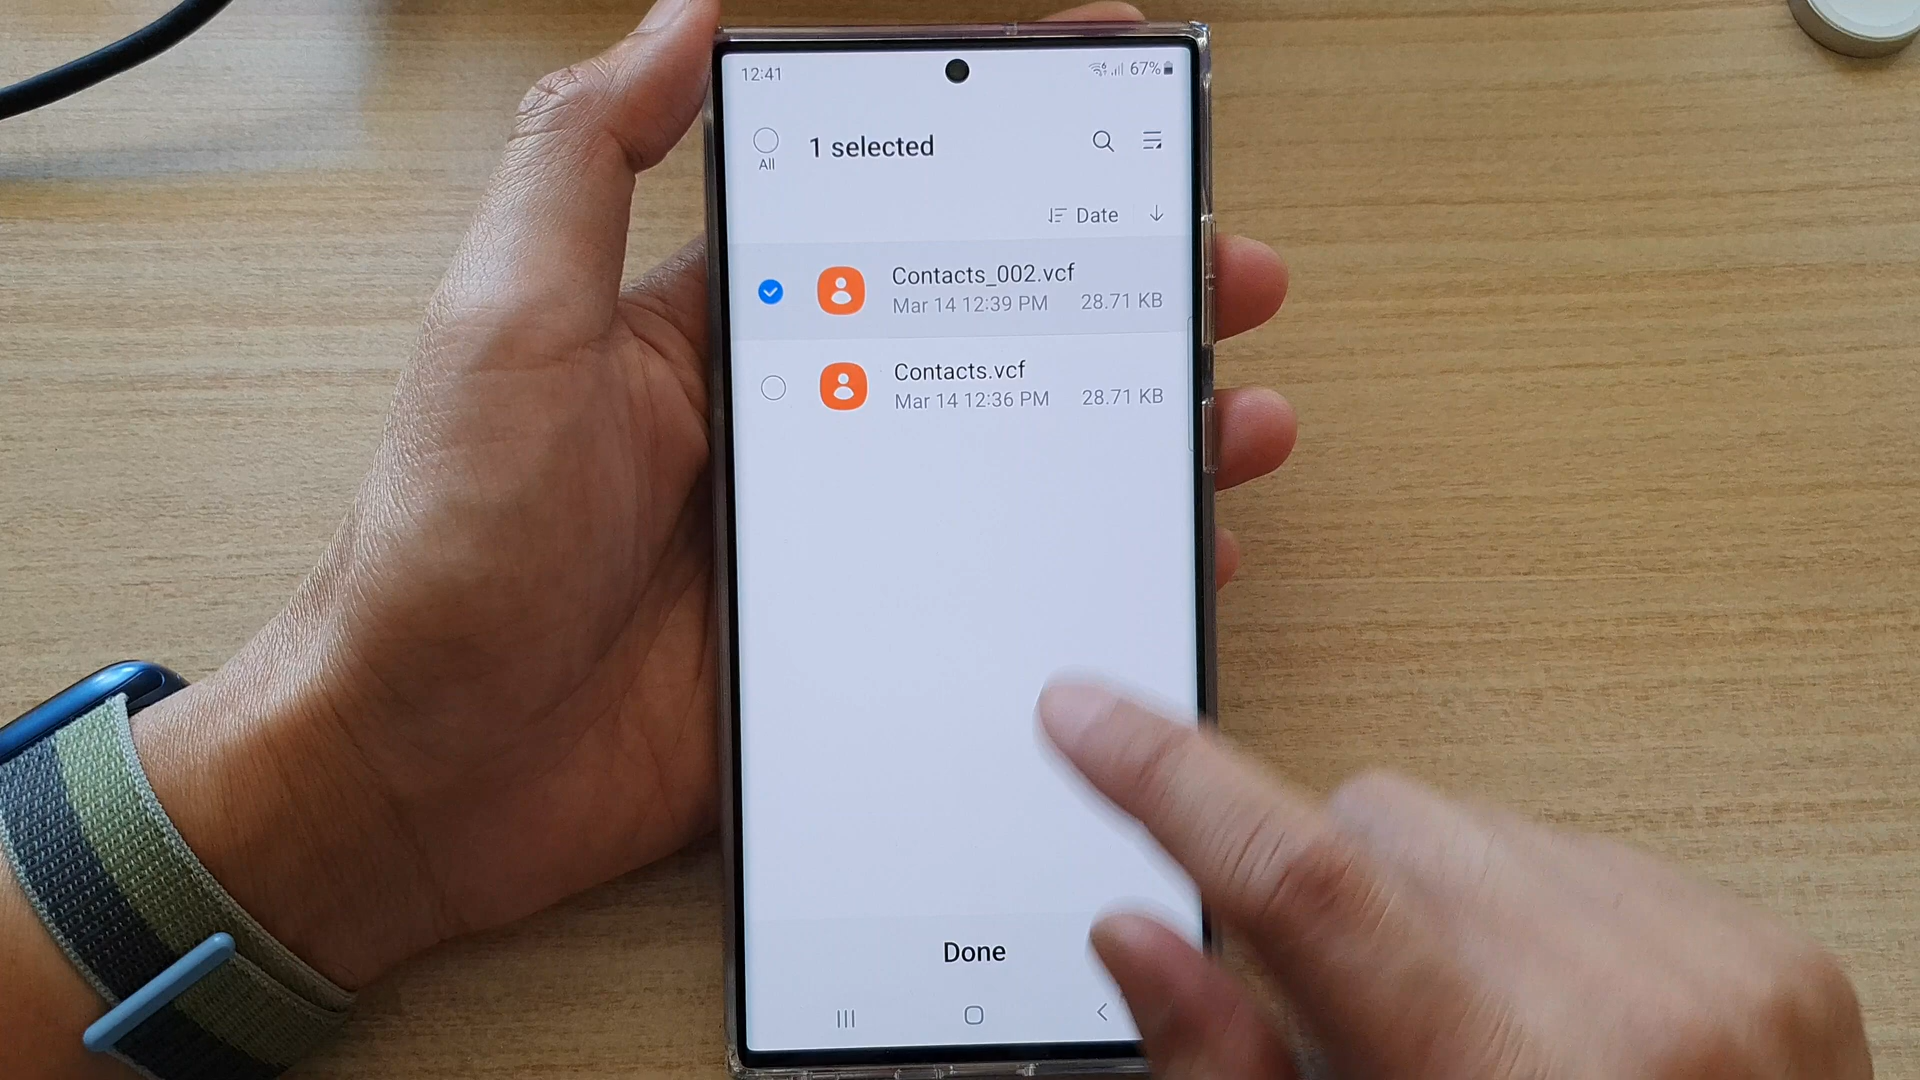 12:41
67%
All
1 selected
Date
Contacts_002.vcf
Mar 14 12:39 PM 28.71 KB
Contacts.vcf
Mar 14 12:36 PM 28.71 KB
Done